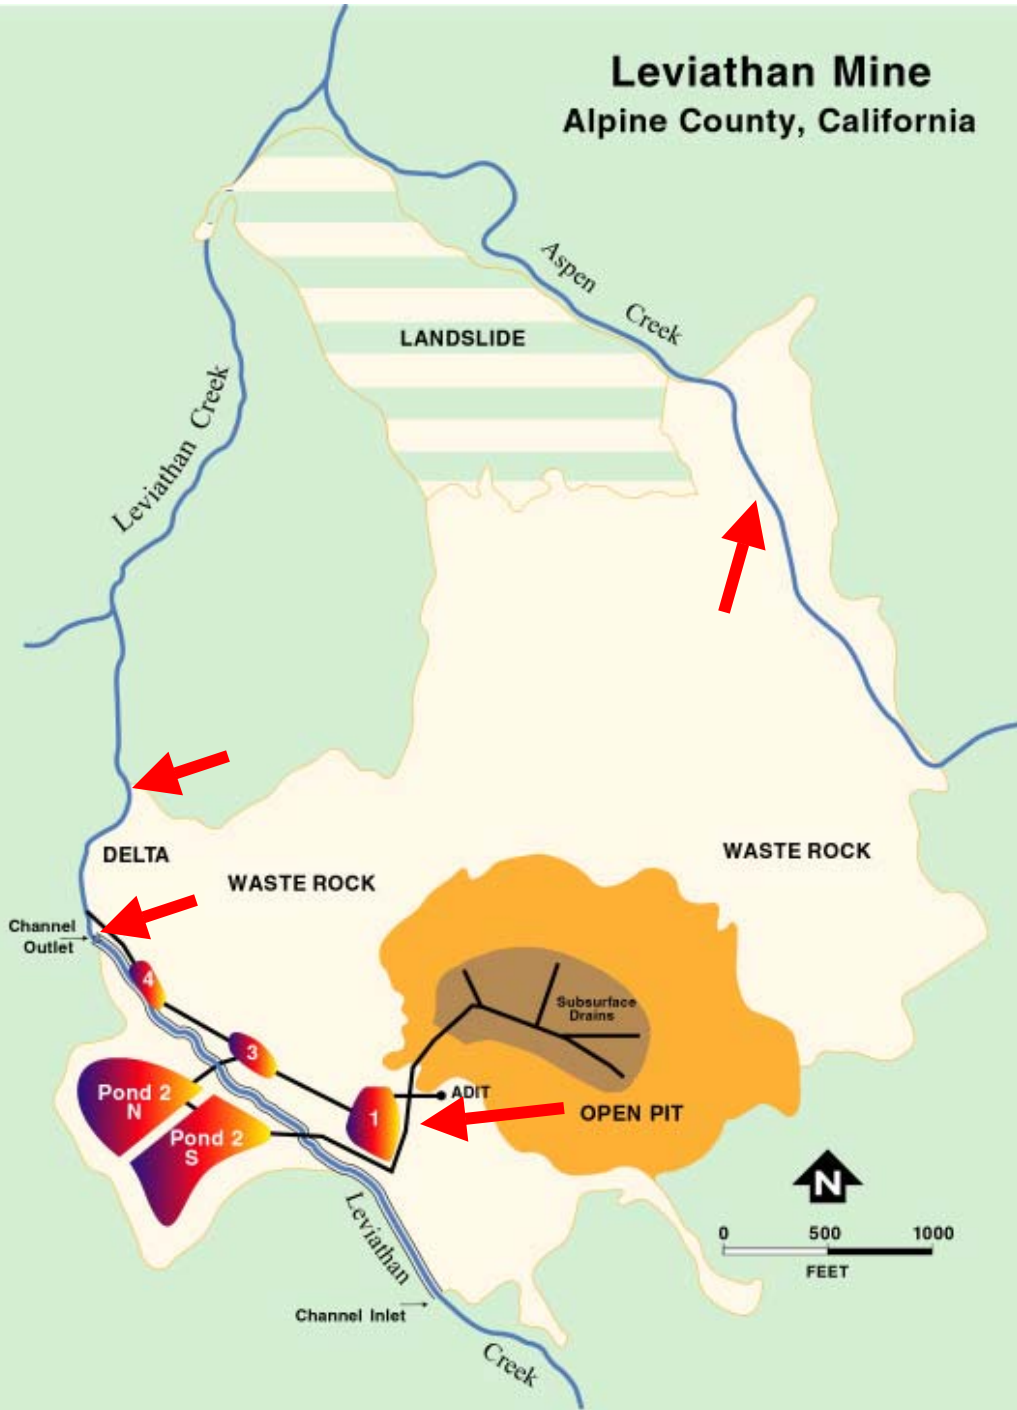 Leviathan Mine
Alpine County, California
Aspen Creek
LANDSLIDE
Leviathan Creek
DELTA
WASTE ROCK
WASTE ROCK
Channel
Outlet
4
Subsurface
Drains
3
Pond 2
N
ADIT
1
OPEN PIT
Pond 2
S
N
Leviathan
0 500 1000
FEET
Channel Inlet
Creek